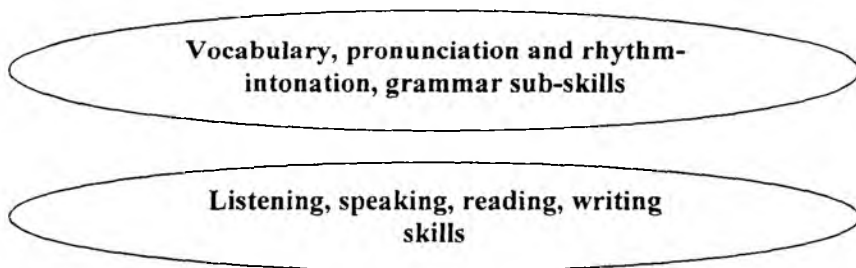 Vocabulary, pronunciation and rhythm-
intonation, grammar sub-skills
Listening, speaking, reading, writing
skills